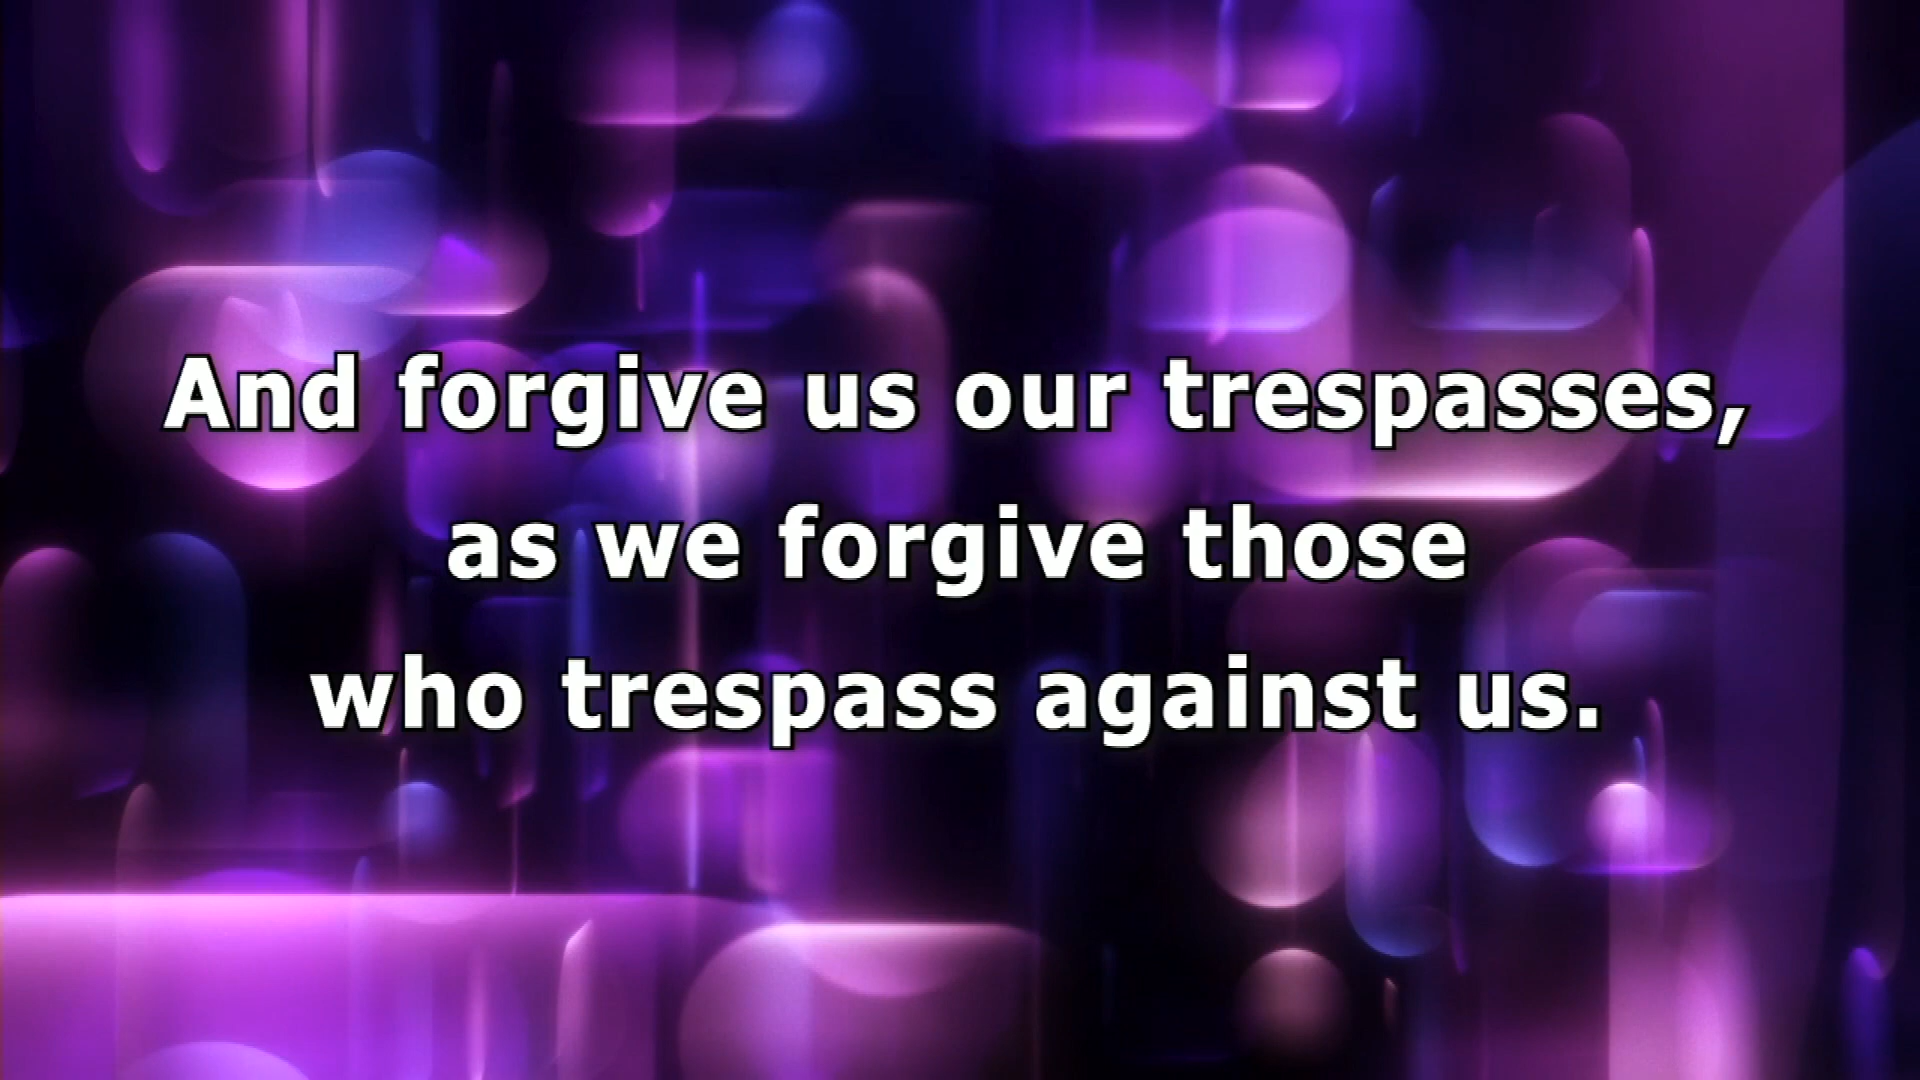 And forgive us our trespasses,
as we forgive those
who trespass against us.